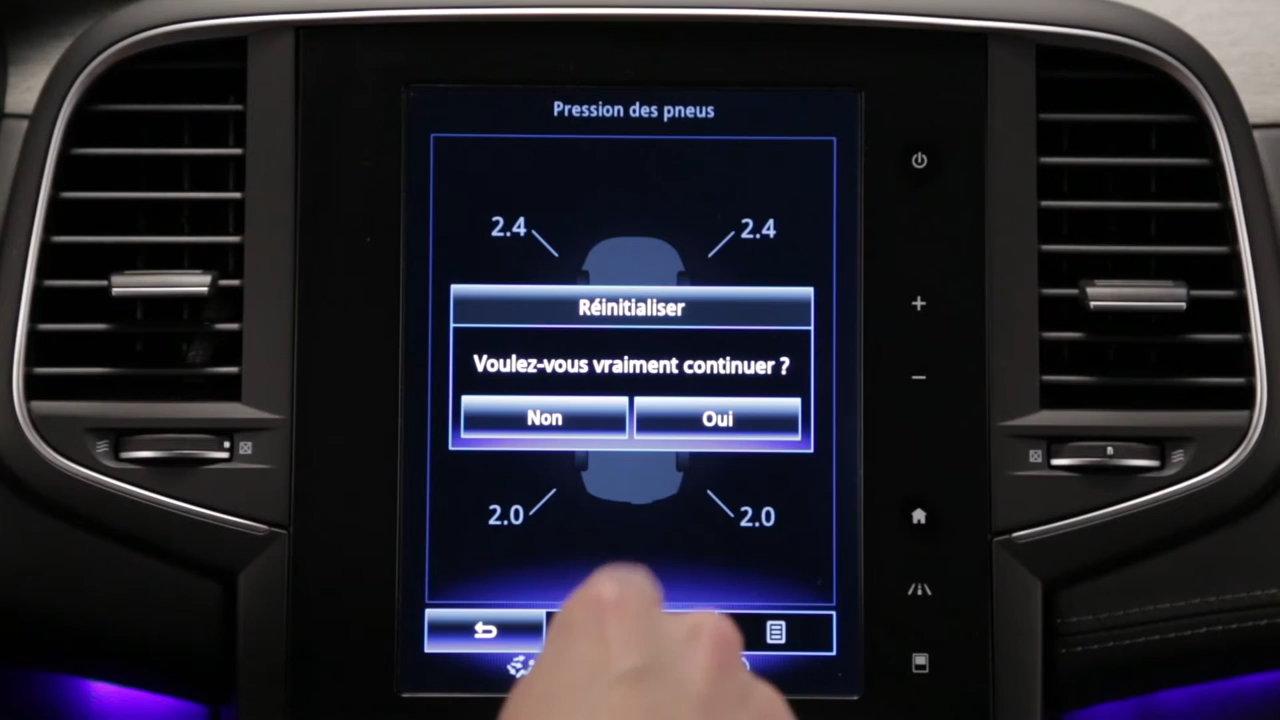 Pression des pneus
2.4 2.4
Réinitialiser
Voulez-vous vraiment continuer ?
Non Oui
2.0 2.0